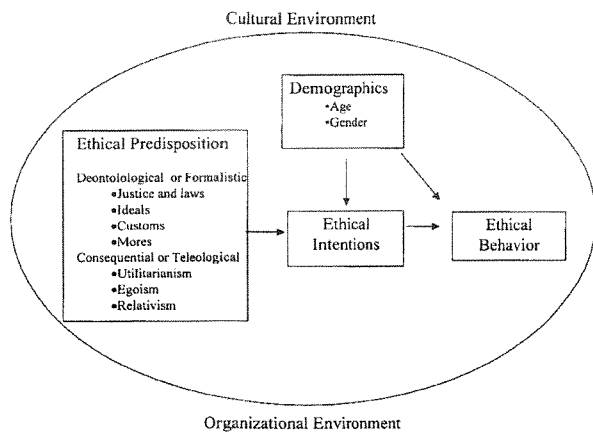 Cultural Environment
Demographics
•Age
•Gender
Ethical Predisposition
Deontolological or Formalistic
•Justice and laws
•Ideals
•Customs
•Mores
Consequential or Teleological
•Utilitarianism
•Egoism
•Relativism
Ethical
Intentions
Ethical
Behavior
Organizational Environment